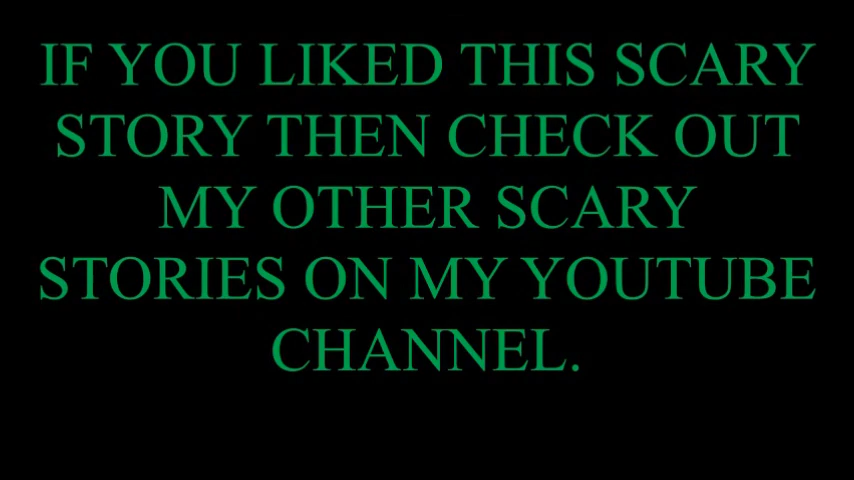 IF YOU LIKED THIS SCARY
STORY THEN CHECK OUT
MY OTHER SCARY
STORIES ON MY YOUTUBE
CHANNEL.